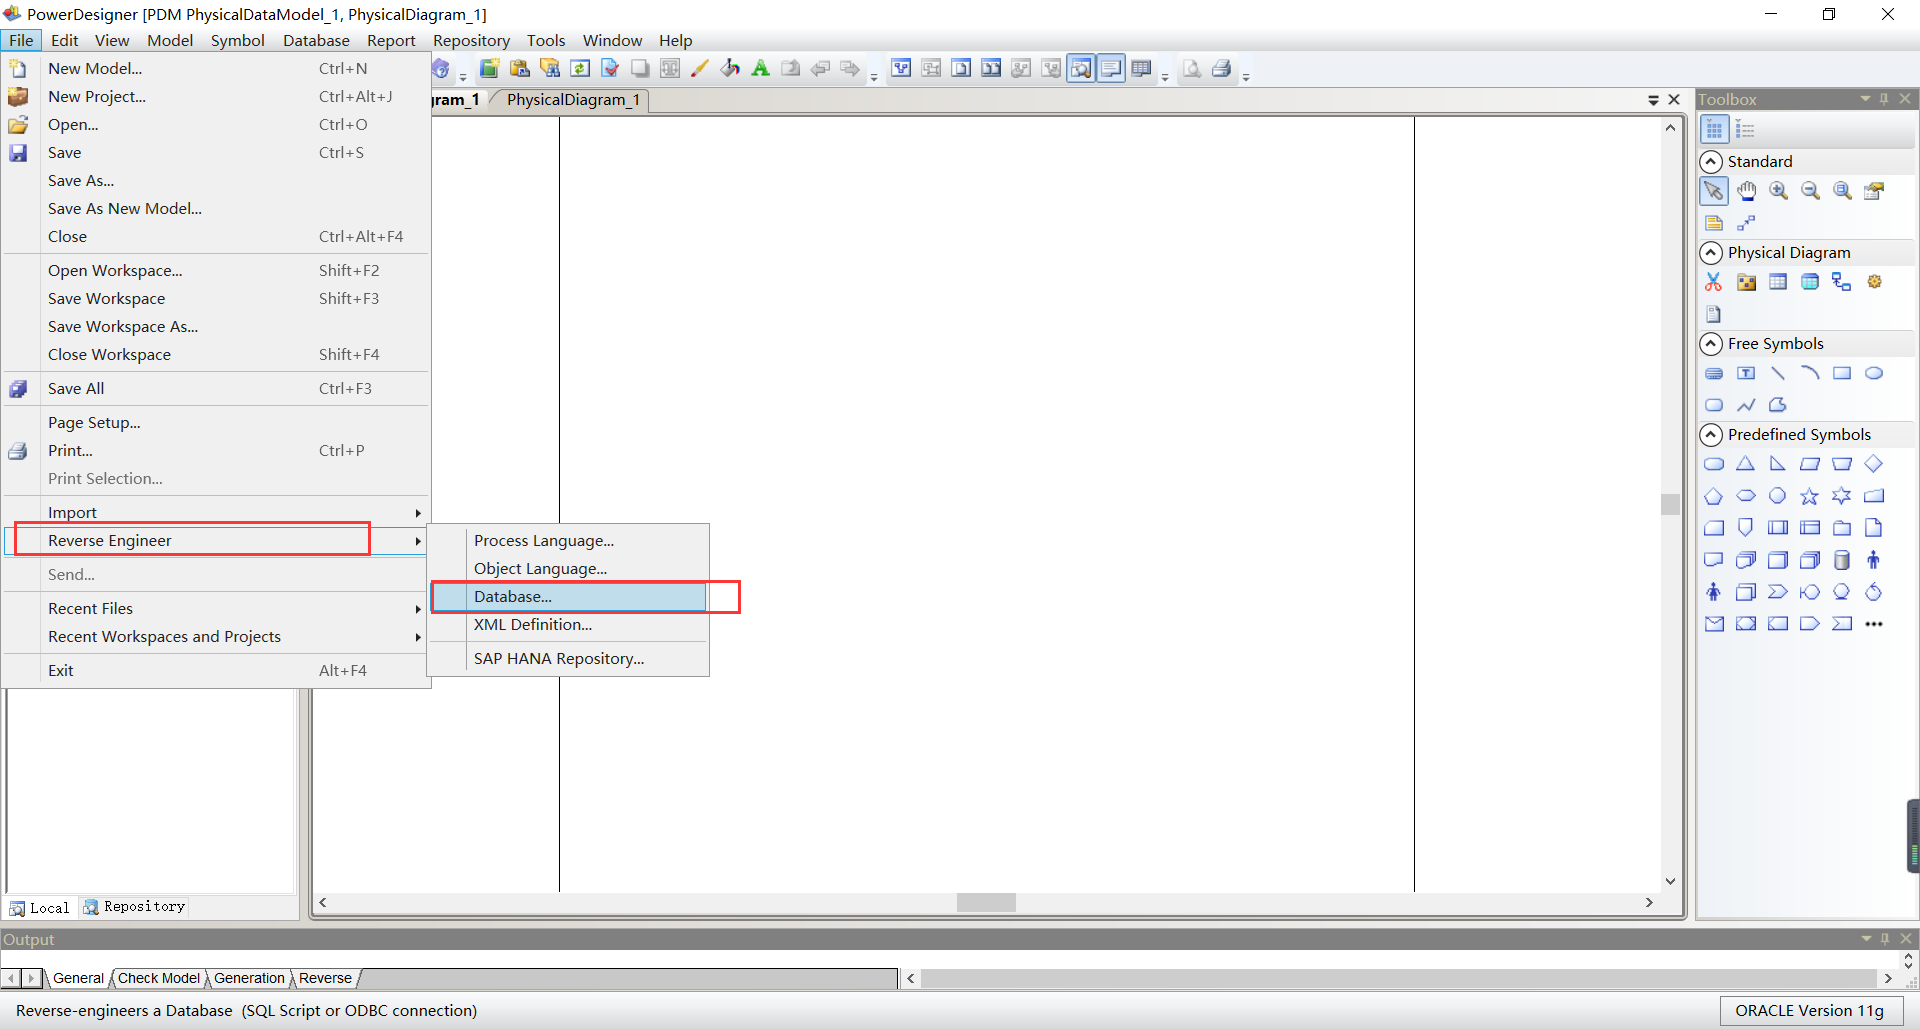 PowerDesigner [PDM PhysicalDataModel_1, PhysicalDiagram_1]
File Edit View Model Symbol Database Report Repository Tools Window Help
New Model... Ctrl+N
New Project... Ctrl+Alt+J
Open... Ctrl+O
Save Ctrl+S
Save As...
Save As New Model...
Close Ctrl+Alt+F4
Open Workspace... Shift+F2
Save Workspace Shift+F3
Save Workspace As...
Close Workspace Shift+F4
Save All Ctrl+F3
Page Setup...
Print... Ctrl+P
Print Selection...
Import
Reverse Engineer
Send...
Recent Files
Recent Workspaces and Projects
Exit Alt+F4
Process Language...
Object Language...
Database...
XML Definition...
SAP HANA Repository...
gram_1 PhysicalDiagram_1
Toolbox
Standard
Physical Diagram
Free Symbols
Predefined Symbols
Local Repository
Output
General Check Model Generation Reverse
Reverse-engineers a Database (SQL Script or ODBC connection)
ORACLE Version 11g